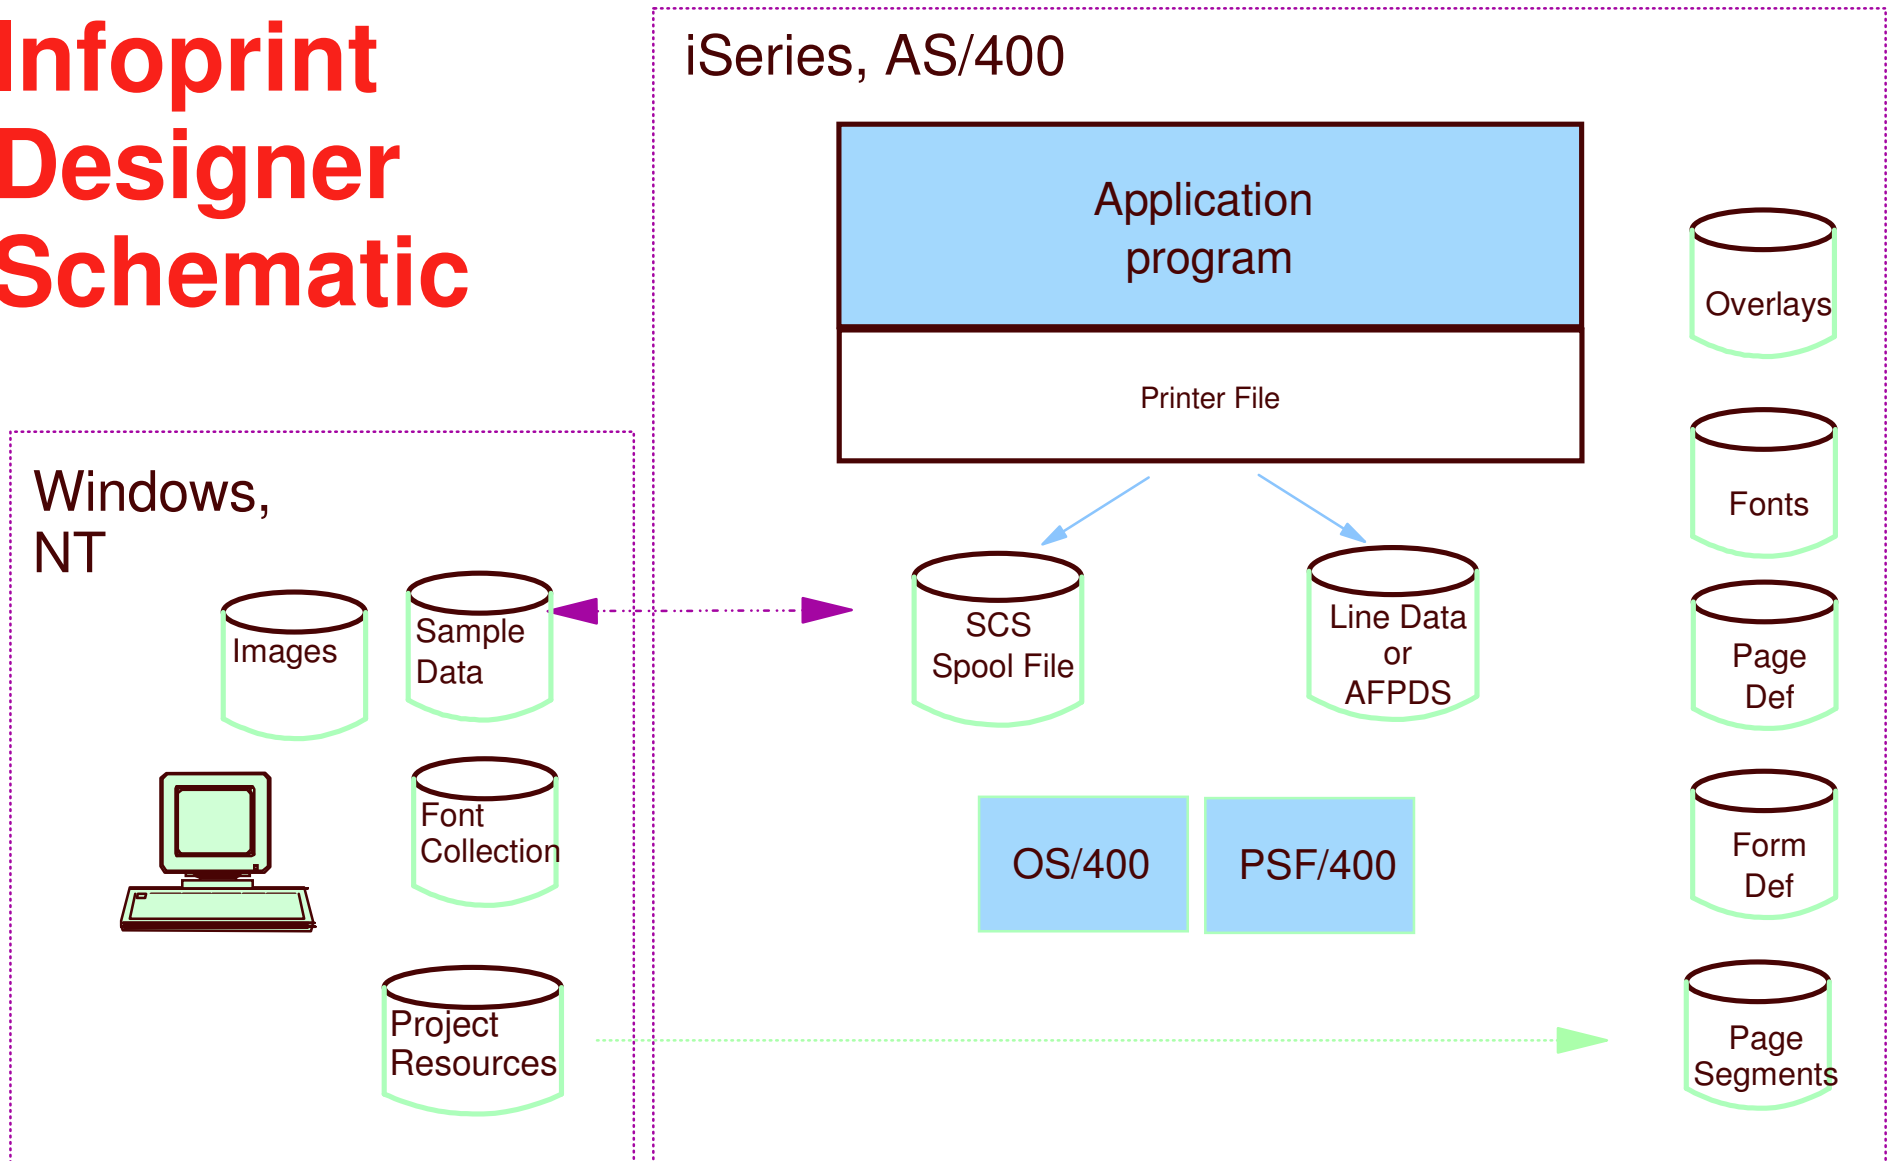 Infoprint
Designer
Schematic
iSeries, AS/400
Application
program
Printer File
Overlays
Fonts
Page
Def
Form
Def
Page
Segments
SCS
Spool File
Line Data
or
AFPDS
OS/400
PSF/400
Windows,
NT
Images
Sample
Data
Font
Collection
Project
Resources